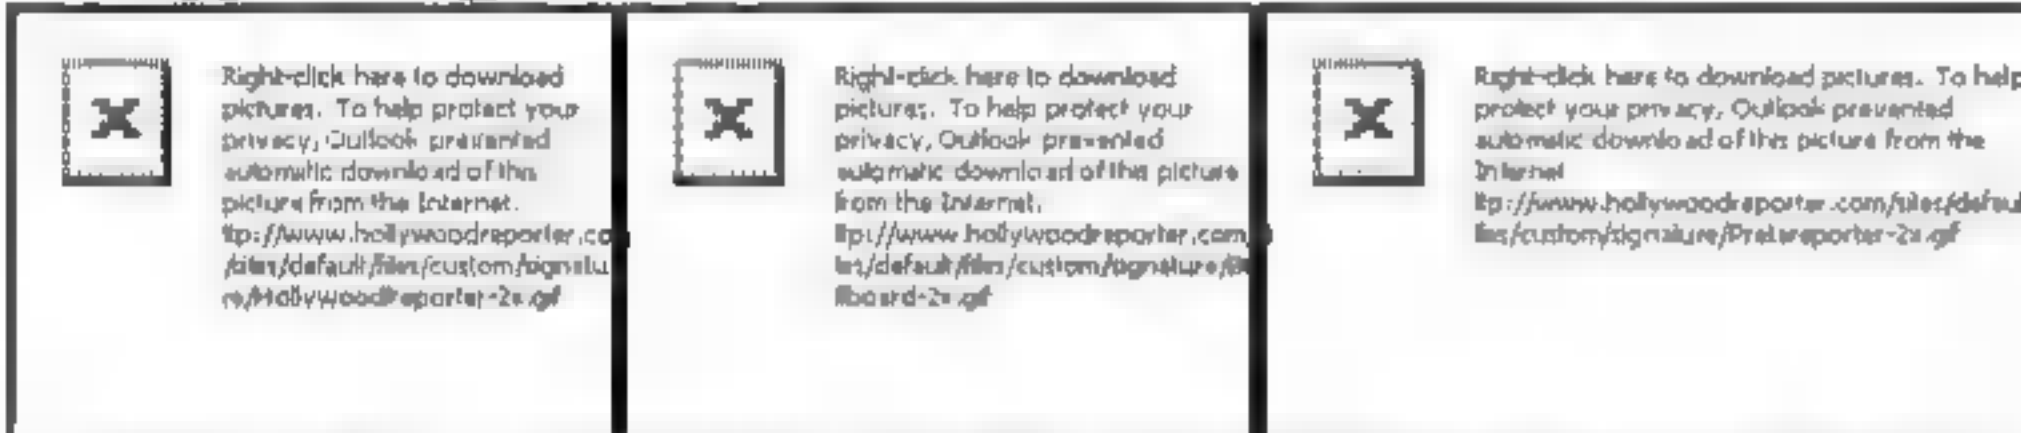 Right-click here to download
pictures. To help protect your
privacy, Outlook prevented
automatic download of this
picture from the Internet.
ttp://www.hollywoodreporter.co
/sites/default/files/custom/signatu
re/HollywoodReporter-2x.gif
Right-click here to download
pictures. To help protect your
privacy, Outlook prevented
automatic download of this picture
from the Internet.
ttp://www.hollywoodreporter.com/s
ites/default/files/custom/signature/Bi
llboard-2x.gif
Right-click here to download pictures. To help
protect your privacy, Outlook prevented
automatic download of this picture from the
Internet
ttp://www.hollywoodreporter.com/sites/defaul
files/custom/signature/Pretareporter-2x.gif